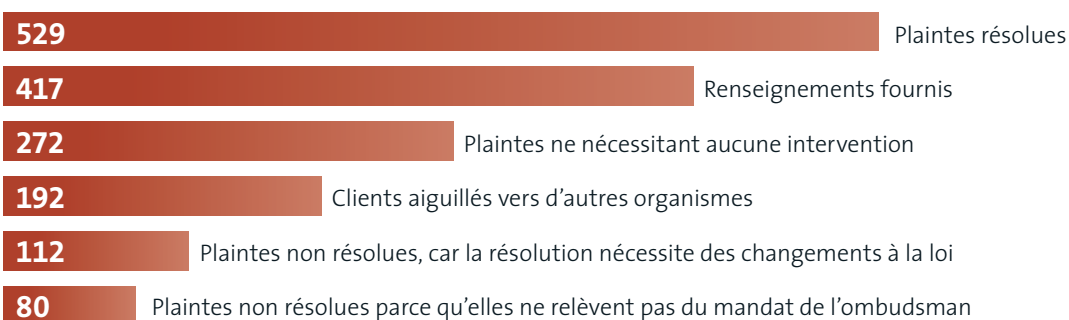 529 Plaintes résolues
417 Renseignements fournis
272 Plaintes ne nécessitant aucune intervention
192 Clients aiguillés vers d'autres organismes
112 Plaintes non résolues, car la résolution nécessite des changements à la loi
80 Plaintes non résolues parce qu'elles ne relèvent pas du mandat de l'ombudsman